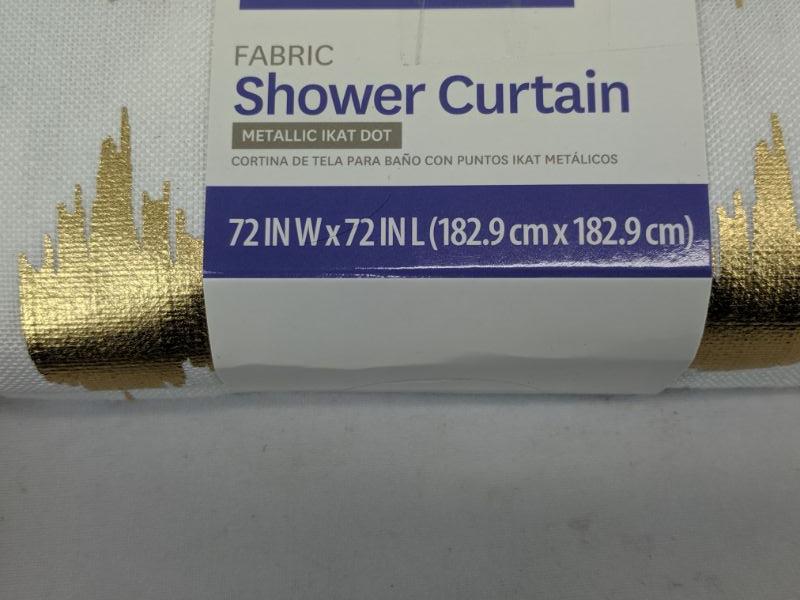 FABRIC
Shower Curtain
METALLIC IKAT DOT
CORTINA DE TELA PARA BAÑO CON PUNTOS IKAT METÁLICOS
72 IN W x 72 IN L (182.9 cm x 182.9 cm)